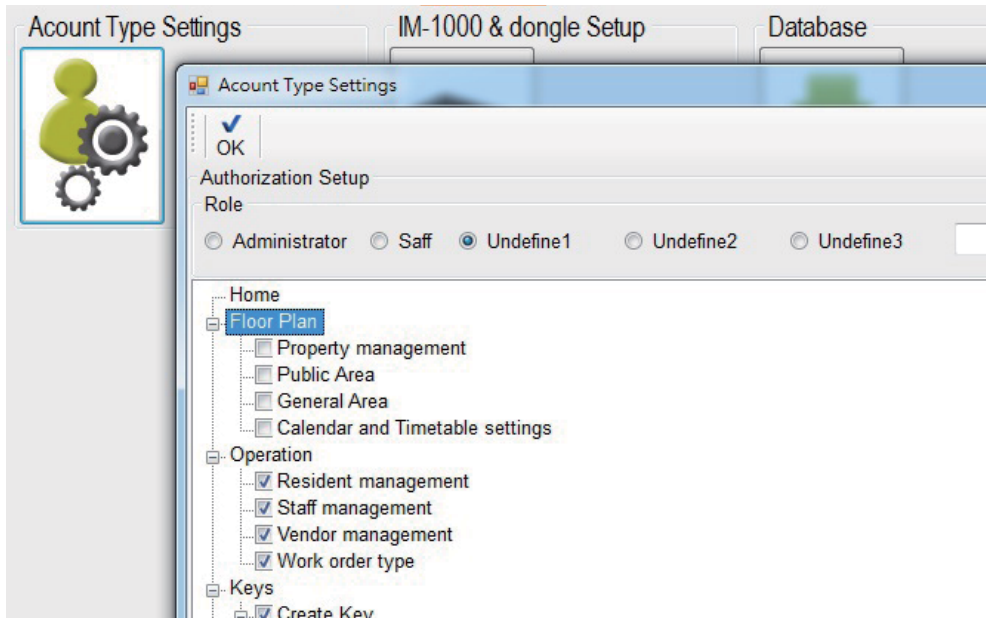 Acount Type Settings
IM-1000 & dongle Setup
Database
Acount Type Settings
OK
Authorization Setup
Role
Administrator Saff Undefine1 Undefine2 Undefine3
Home
Floor Plan
Property management
Public Area
General Area
Calendar and Timetable settings
Operation
Resident management
Staff management
Vendor management
Work order type
Keys
Create Key